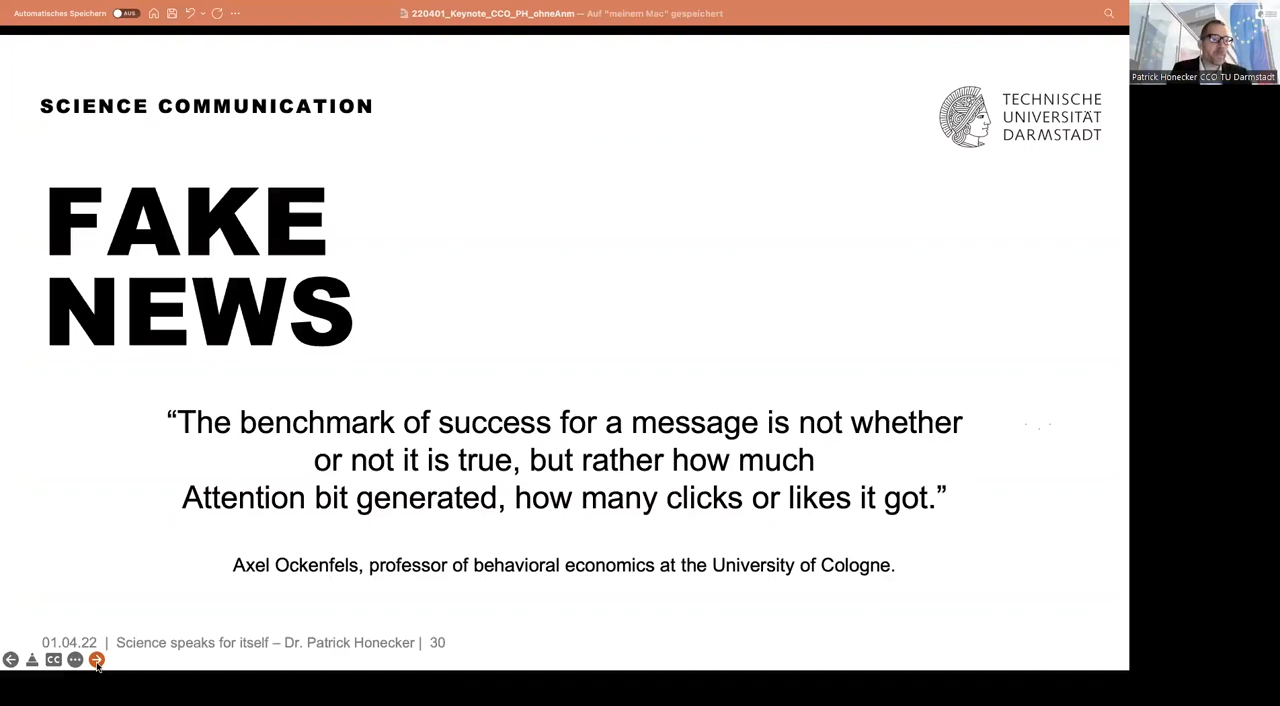 Automatisches Speichern AUS 220401_Keynote_CCO_PH_ohneAnm — Auf "meinem Mac" gespeichert
Patrick Honecker CCO TU Darmstadt
SCIENCE COMMUNICATION
TECHNISCHE
UNIVERSITÄT
DARMSTADT
FAKE
NEWS
“The benchmark of success for a message is not whether
or not it is true, but rather how much
Attention bit generated, how many clicks or likes it got.”
Axel Ockenfels, professor of behavioral economics at the University of Cologne.
01.04.22 | Science speaks for itself – Dr. Patrick Honecker | 30
CC